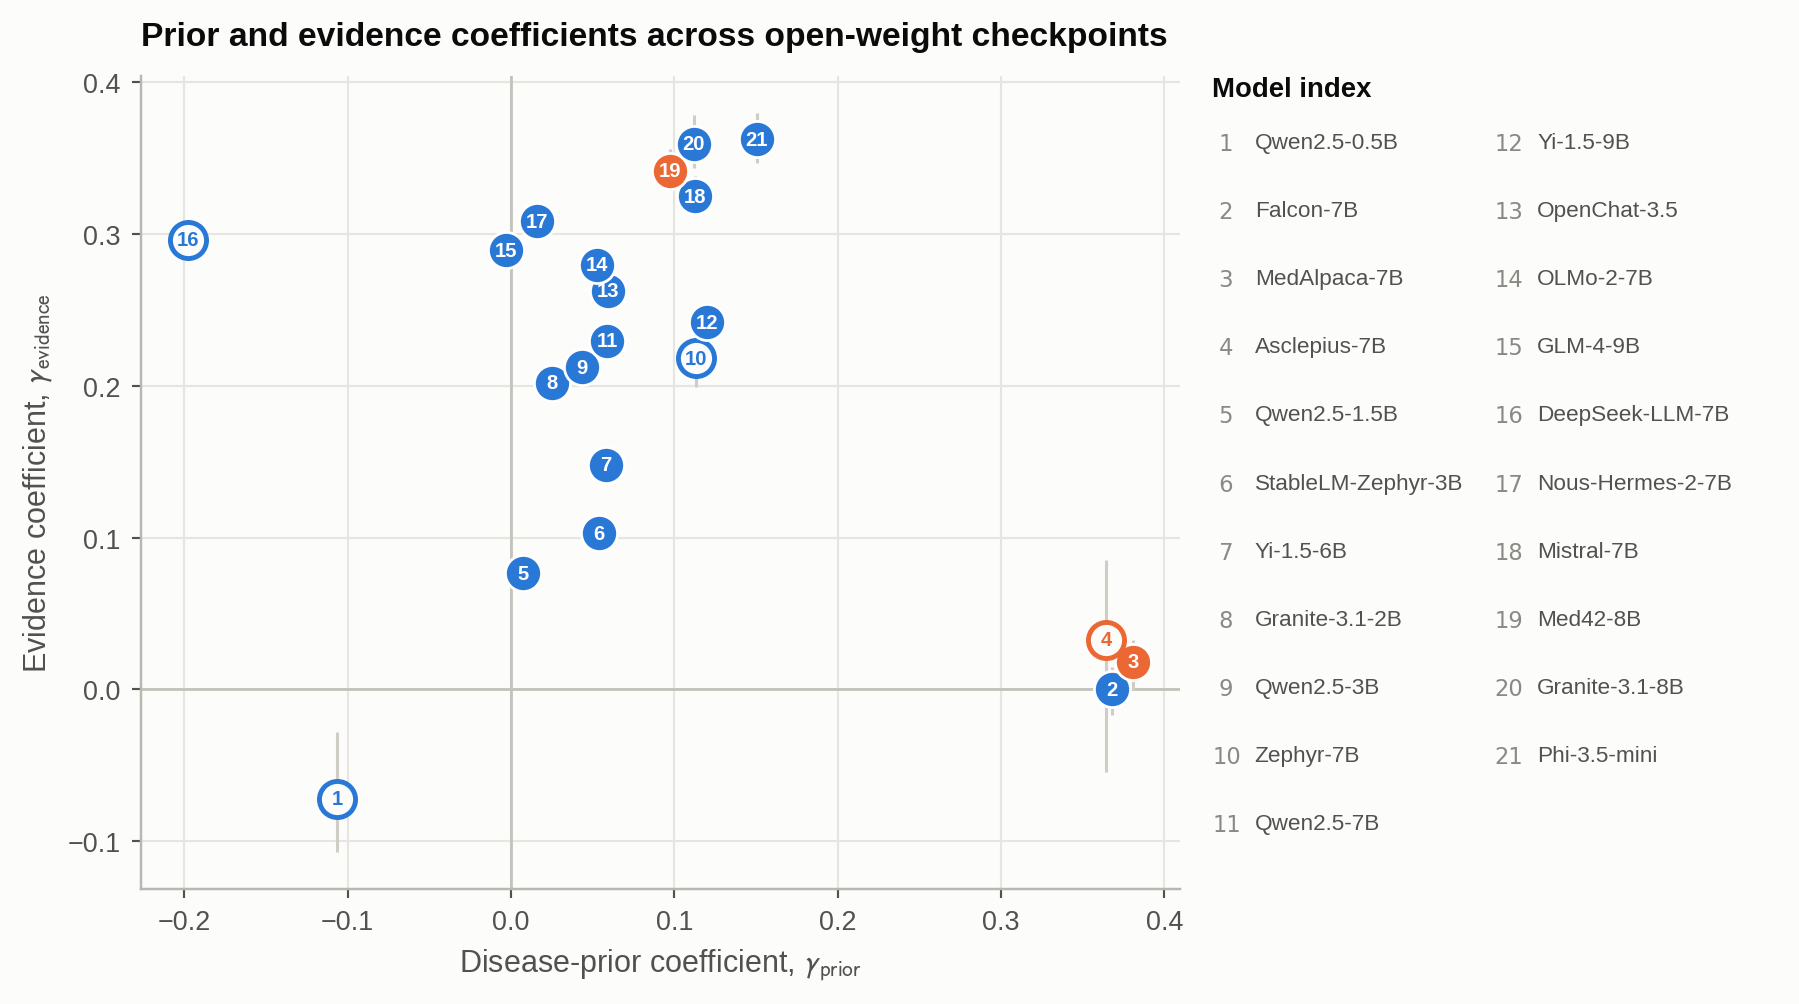 Prior and evidence coefficients across open-weight checkpoints
Evidence coefficient, γevidence
0.4
0.3
0.2
0.1
0.0
−0.1
−0.2
−0.1
0.0
0.1
0.2
0.3
0.4
Disease-prior coefficient, γprior
20
21
19
18
17
16
15
14
13
12
11
10
9
8
7
6
5
4
3
2
1
Model index
1 Qwen2.5-0.5B
2 Falcon-7B
3 MedAlpaca-7B
4 Asclepius-7B
5 Qwen2.5-1.5B
6 StableLM-Zephyr-3B
7 Yi-1.5-6B
8 Granite-3.1-2B
9 Qwen2.5-3B
10 Zephyr-7B
11 Qwen2.5-7B
12 Yi-1.5-9B
13 OpenChat-3.5
14 OLMo-2-7B
15 GLM-4-9B
16 DeepSeek-LLM-7B
17 Nous-Hermes-2-7B
18 Mistral-7B
19 Med42-8B
20 Granite-3.1-8B
21 Phi-3.5-mini